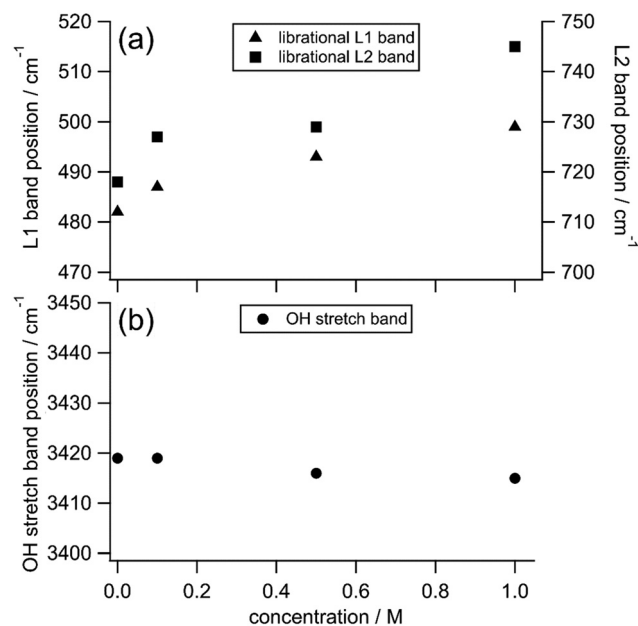 (a)
librational L1 band
librational L2 band
L1 band position / cm-1
520
510
500
490
480
470
L2 band position / cm-1
750
740
730
720
710
700
(b)
OH stretch band
OH stretch band position / cm-1
3450
3440
3430
3420
3410
3400
0.0 0.2 0.4 0.6 0.8 1.0
concentration / M